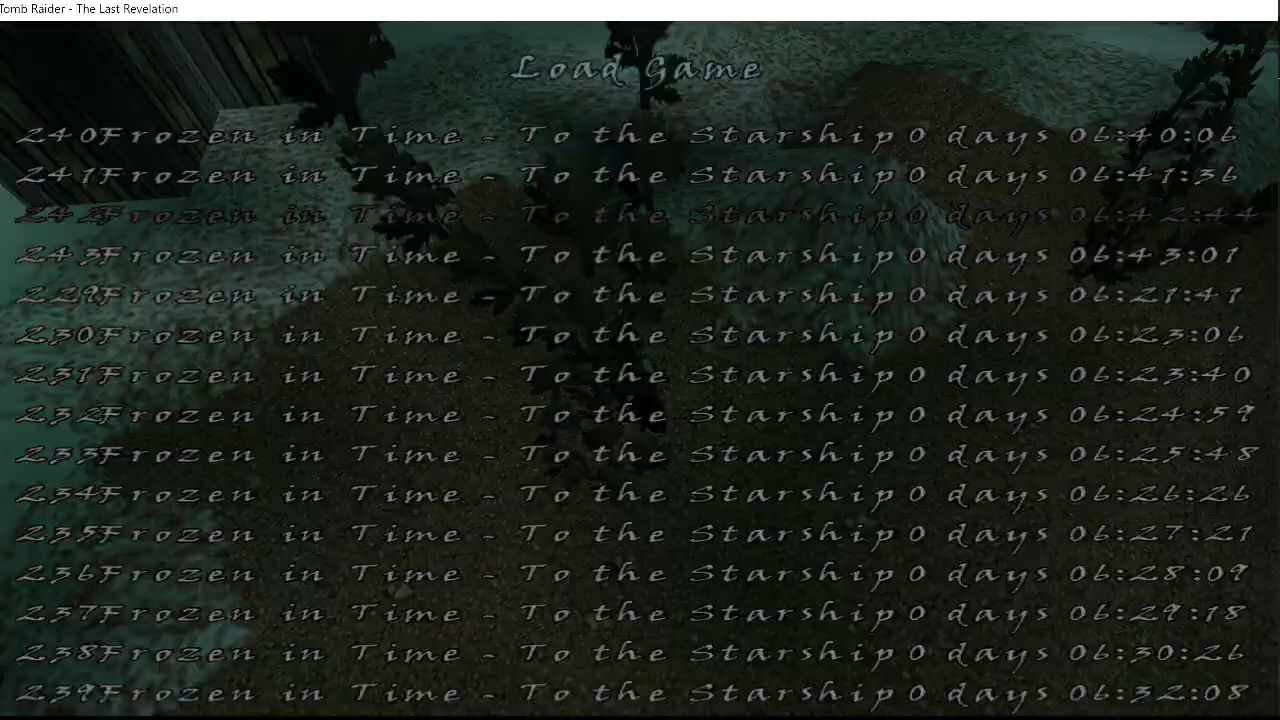 Tomb Raider - The Last Revelation
Load Game
240Frozen in Time - To the Starship0 days 06:40:06
241Frozen in Time - To the Starship0 days 06:41:36
242Frozen in Time - To the Starship0 days 06:42:44
243Frozen in Time - To the Starship0 days 06:43:01
229Frozen in Time - To the Starship0 days 06:21:41
230Frozen in Time - To the Starship0 days 06:23:06
231Frozen in Time - To the Starship0 days 06:23:40
232Frozen in Time - To the Starship0 days 06:24:59
233Frozen in Time - To the Starship0 days 06:25:48
234Frozen in Time - To the Starship0 days 06:26:26
235Frozen in Time - To the Starship0 days 06:27:21
236Frozen in Time - To the Starship0 days 06:28:09
237Frozen in Time - To the Starship0 days 06:29:18
238Frozen in Time - To the Starship0 days 06:30:26
239Frozen in Time - To the Starship0 days 06:32:08